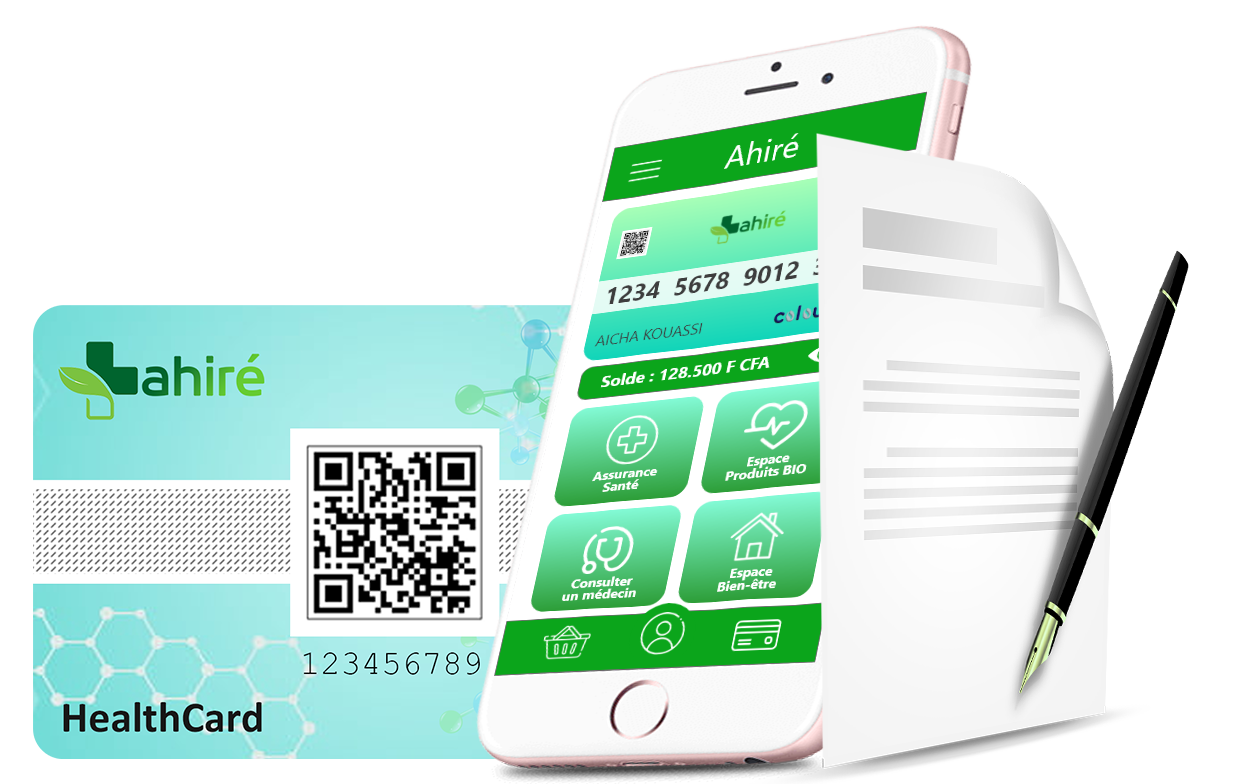 ahiré
123456789
HealthCard
Ahiré
ahiré
1234 5678 9012
AICHA KOUASSI
Solde : 128.500 F CFA
Assurance
Santé
Espace
Produits BIO
Consulter
un médecin
Espace
Bien-être